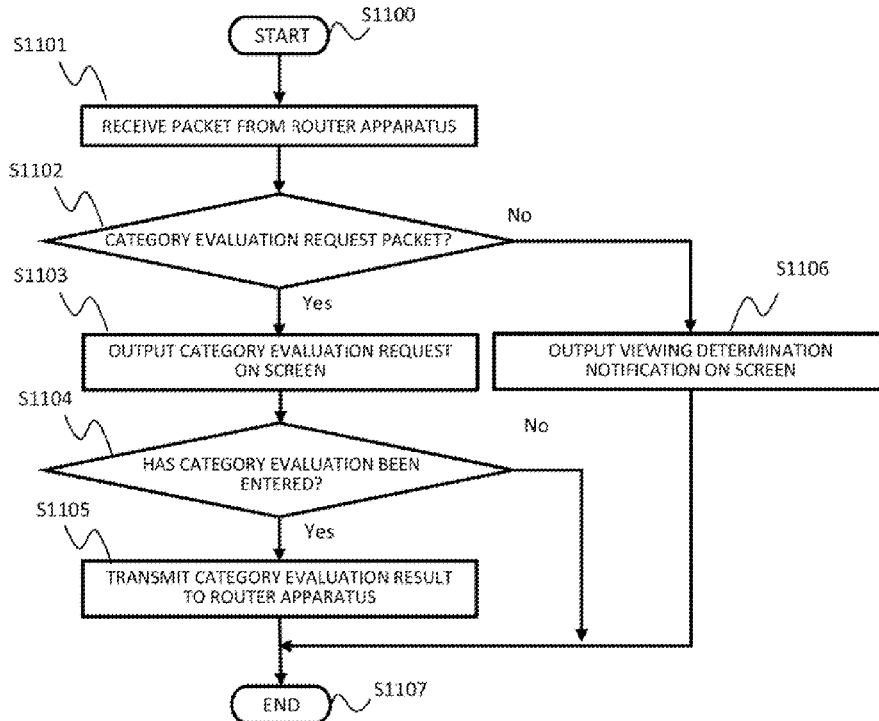 S1100
START
S1101
RECEIVE PACKET FROM ROUTER APPARATUS
S1102
CATEGORY EVALUATION REQUEST PACKET?
No
S1103
Yes
S1106
OUTPUT CATEGORY EVALUATION REQUEST
ON SCREEN
OUTPUT VIEWING DETERMINATION
NOTIFICATION ON SCREEN
S1104
No
HAS CATEGORY EVALUATION BEEN
ENTERED?
S1105
Yes
TRANSMIT CATEGORY EVALUATION RESULT
TO ROUTER APPARATUS
END
S1107